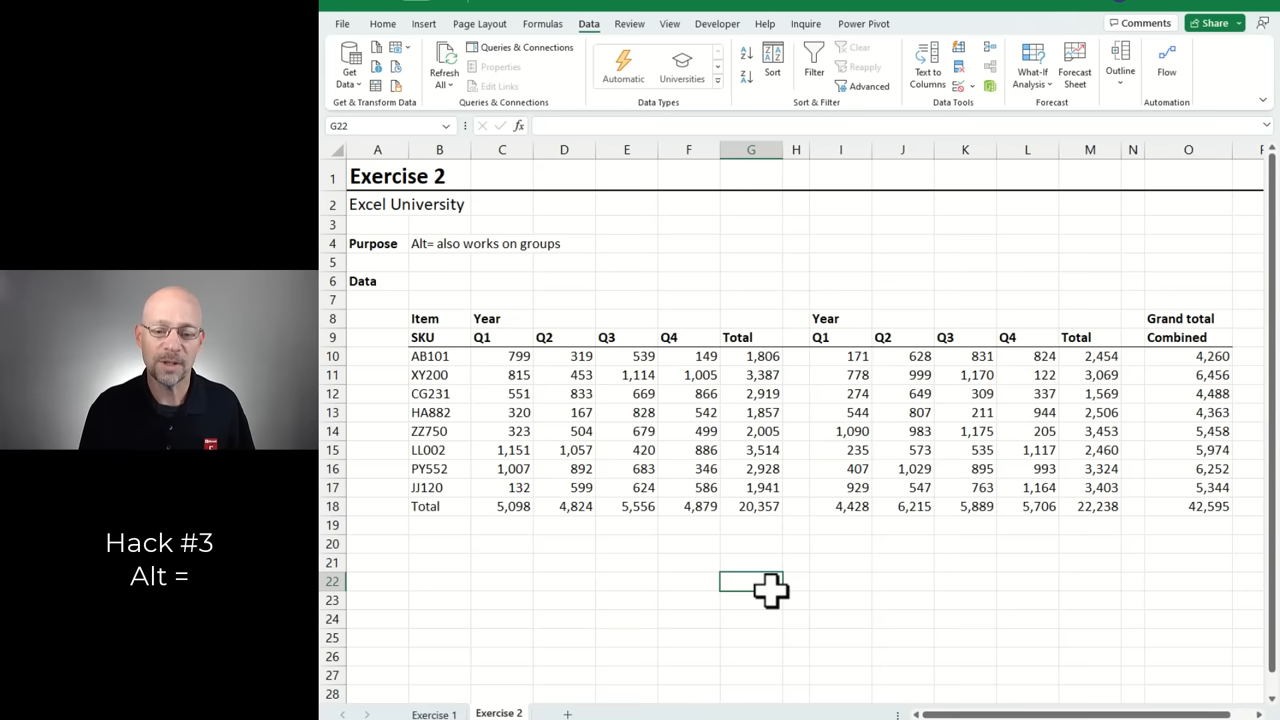 File Home Insert Page Layout Formulas Data Review View Developer Help Inquire Power Pivot Comments Share
Get Data
Refresh All
Queries & Connections
Properties
Edit Links
Automatic
Universities
Sort
Filter
Clear
Reapply
Advanced
Text to Columns
What-If Analysis
Forecast Sheet
Outline
Flow
Get & Transform Data Queries & Connections Data Types Sort & Filter Data Tools Forecast Automation
G22 fx
A B C D E F G H I J K L M N O
1 Exercise 2
2 Excel University
3
4 Purpose Alt= also works on groups
5
6 Data
7
8 Item Year Year Grand total
9 SKU Q1 Q2 Q3 Q4 Total Q1 Q2 Q3 Q4 Total Combined
10 AB101 799 319 539 149 1,806 171 628 831 824 2,454 4,260
11 XY200 815 453 1,114 1,005 3,387 778 999 1,170 122 3,069 6,456
12 CG231 551 833 669 866 2,919 274 649 309 337 1,569 4,488
13 HA882 320 167 828 542 1,857 544 807 211 944 2,506 4,363
14 ZZ750 323 504 679 499 2,005 1,090 983 1,175 205 3,453 5,458
15 LL002 1,151 1,057 420 886 3,514 235 573 535 1,117 2,460 5,974
16 PY552 1,007 892 683 346 2,928 407 1,029 895 993 3,324 6,252
17 JJ120 132 599 624 586 1,941 929 547 763 1,164 3,403 5,344
18 Total 5,098 4,824 5,556 4,879 20,357 4,428 6,215 5,889 5,706 22,238 42,595
19
20
21
22
23
24
25
26
27
28
Exercise 1 Exercise 2
Hack #3
Alt =